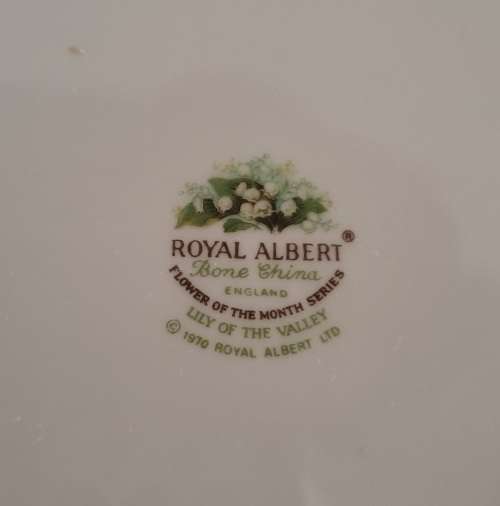 ROYAL ALBERT®
Bone China
ENGLAND
FLOWER OF THE MONTH SERIES
LILY OF THE VALLEY
© 1970 ROYAL ALBERT LTD